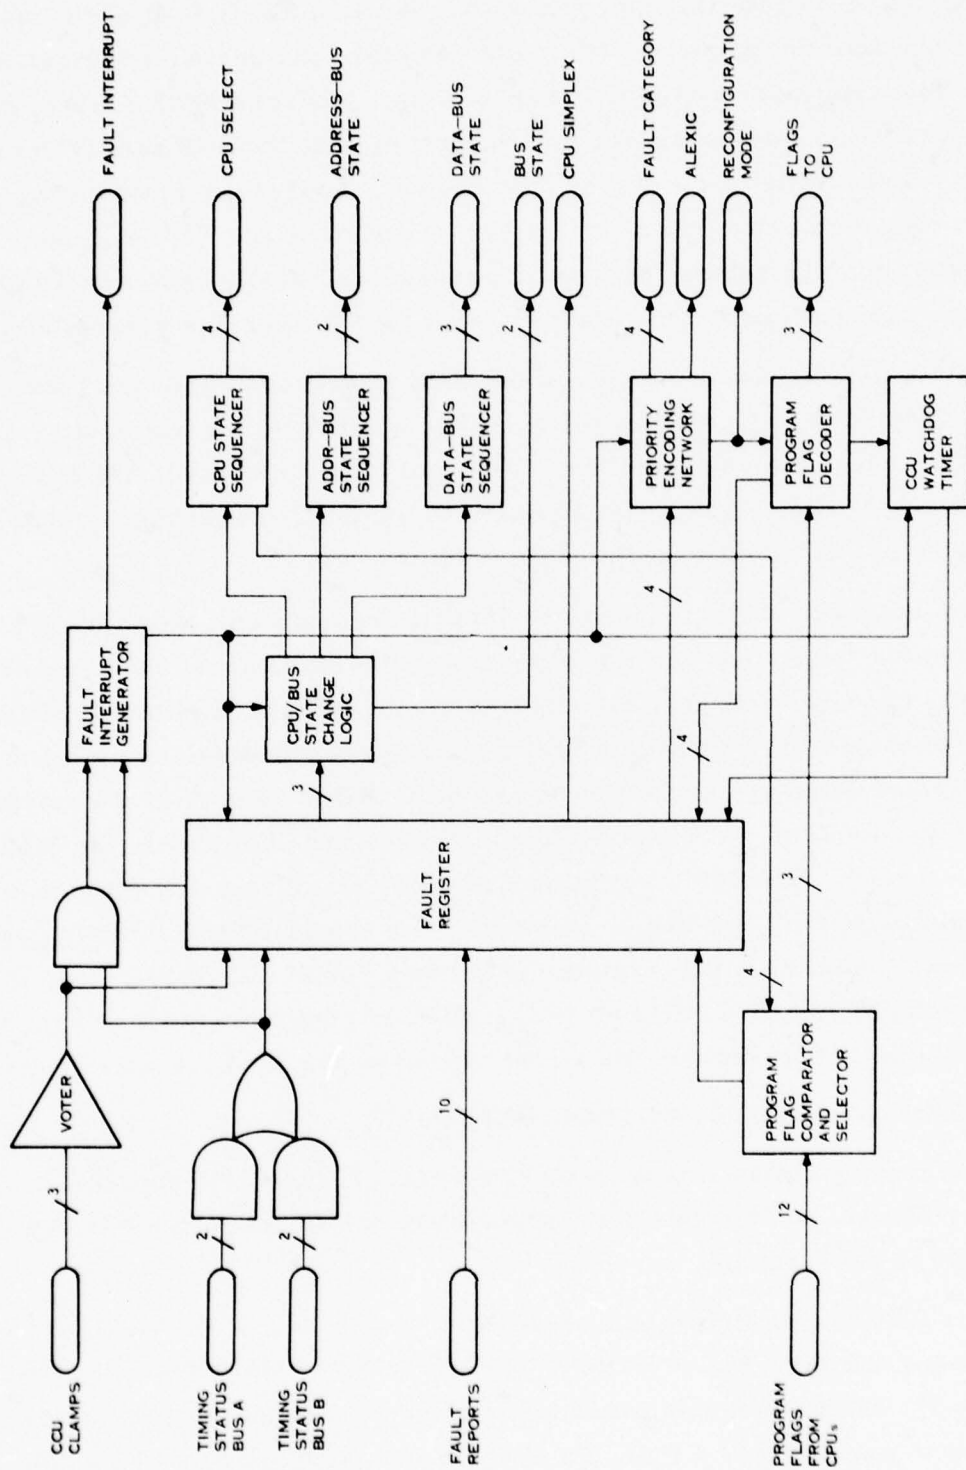 CCU
CLAMPS
3
VOTER
TIMING
STATUS
BUS A
2
TIMING
STATUS
BUS B
2
FAULT
REPORTS
10
PROGRAM
FLAGS
FROM
CPUs
12
PROGRAM
FLAG
COMPARATOR
AND
SELECTOR
4
3
FAULT
REGISTER
3
4
4
FAULT
INTERRUPT
GENERATOR
CPU/BUS
STATE
CHANGE
LOGIC
CPU STATE
SEQUENCER
ADDR-BUS
STATE
SEQUENCER
DATA-BUS
STATE
SEQUENCER
PRIORITY
ENCODING
NETWORK
PROGRAM
FLAG
DECODER
CCU
WATCHDOG
TIMER
FAULT INTERRUPT
4
CPU SELECT
2
ADDRESS-BUS
STATE
3
DATA-BUS
STATE
2
BUS
STATE
CPU SIMPLEX
4
FAULT CATEGORY
ALEXIC
RECONFIGURATION
MODE
3
FLAGS
TO
CPU